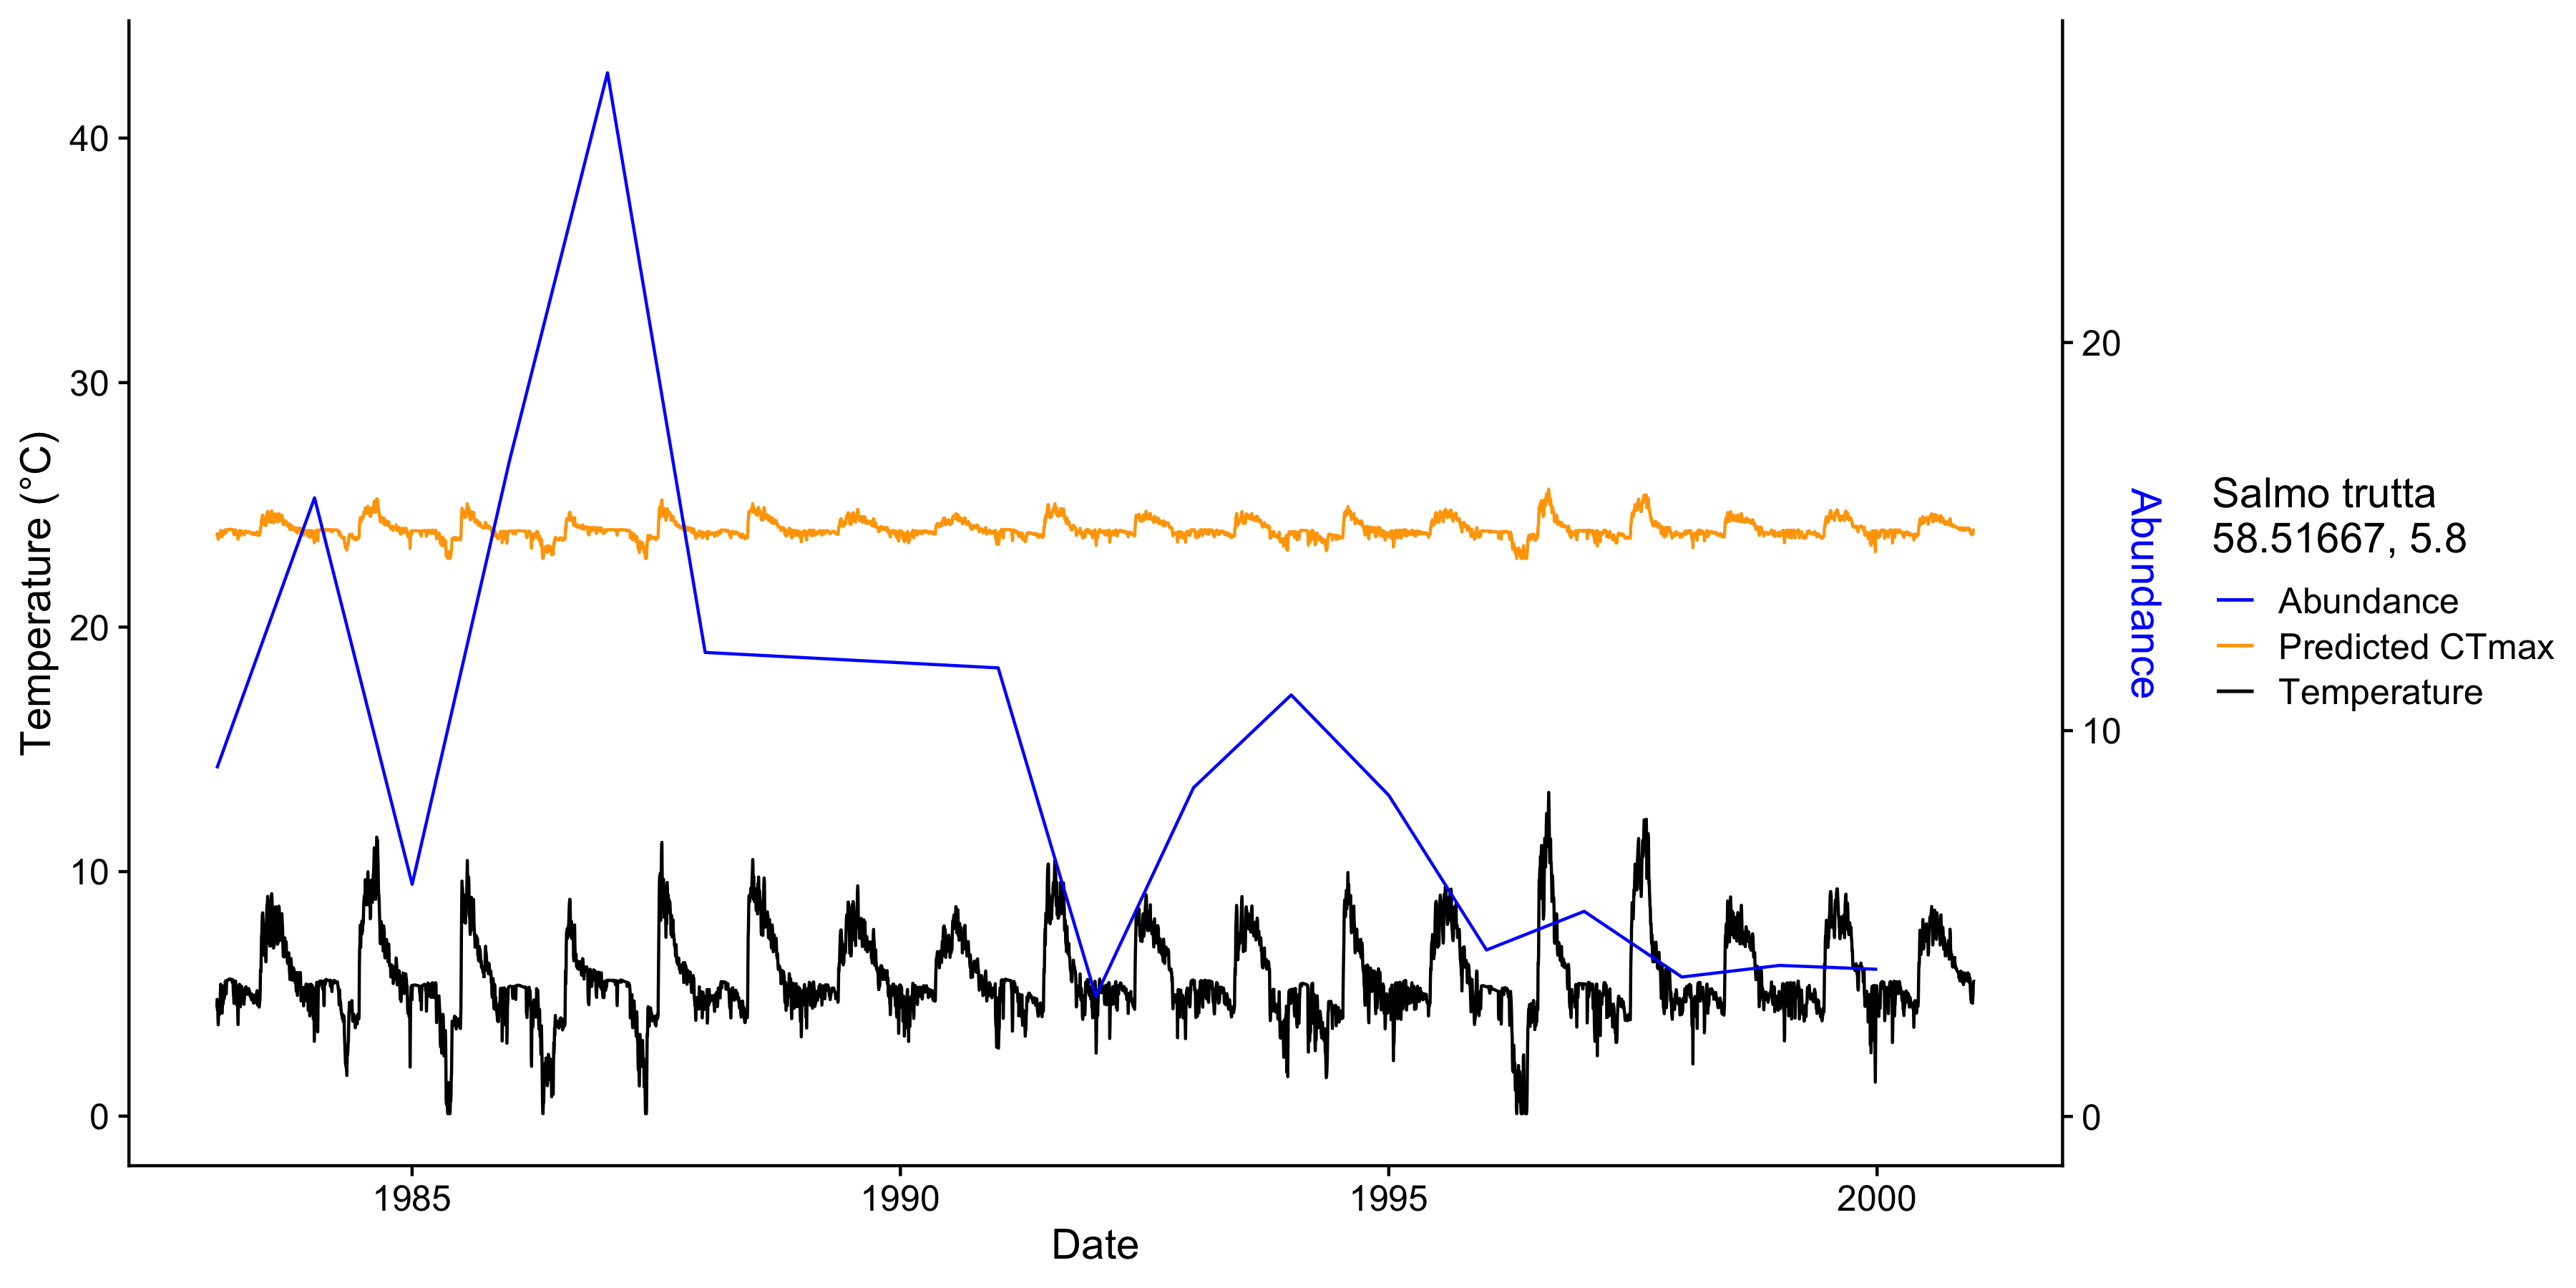 Temperature (°C)
40
30
20
10
0
1985
1990
1995
2000
Date
20
10
0
Abundance
Salmo trutta
58.51667, 5.8
Abundance
Predicted CTmax
Temperature